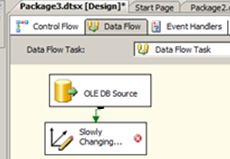 Package3.dtsx [Design]* Start Page Package2.
Control Flow Data Flow Event Handlers
Data Flow Task: Data Flow Task
OLE DB Source
Slowly
Changing...